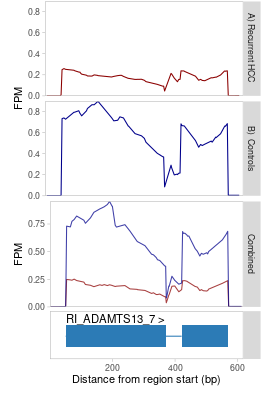 0.8
0.6
0.4
0.2
0.0
FPM
A) Recurrent HCC
0.8
0.6
0.4
0.2
0.0
B): Controls
0.75
0.50
0.25
0.00
FPM
Combined
RI_ADAMTS13_7 >
200
400
600
Distance from region start (bp)